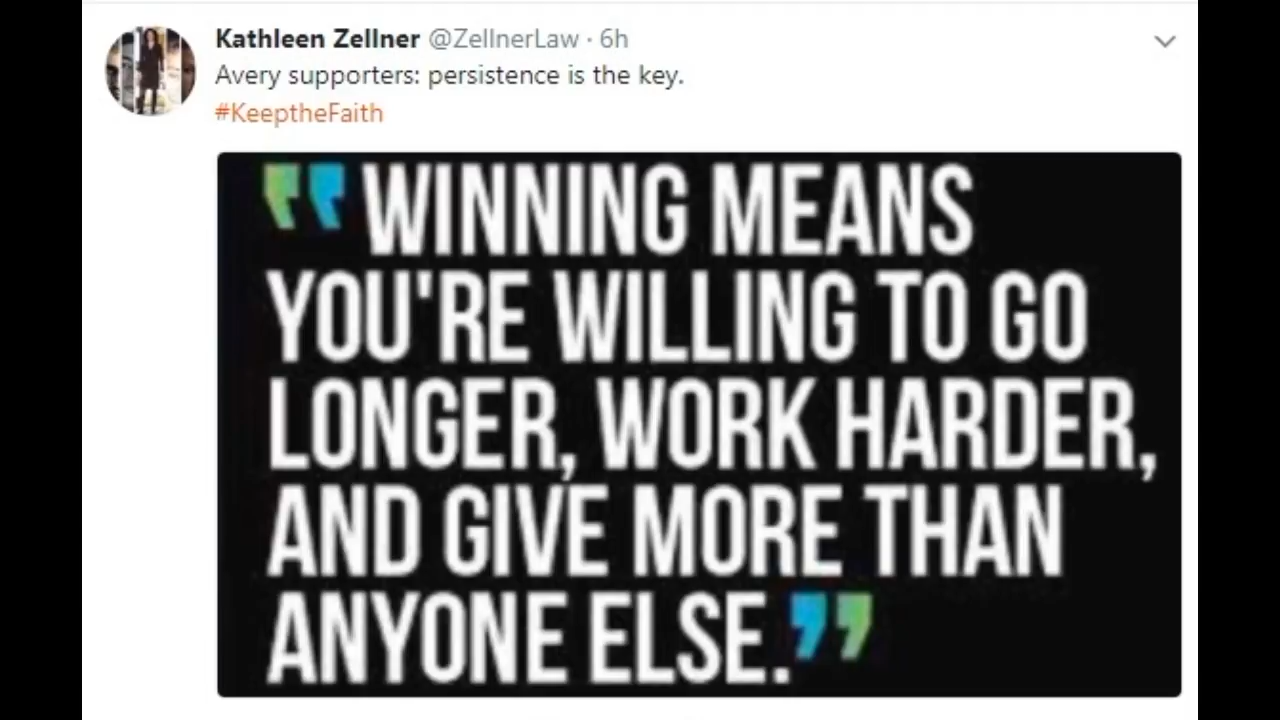 Kathleen Zellner @ZellnerLaw · 6h
Avery supporters: persistence is the key.
#KeeptheFaith
"WINNING MEANS
YOU'RE WILLING TO GO
LONGER, WORK HARDER,
AND GIVE MORE THAN
ANYONE ELSE."